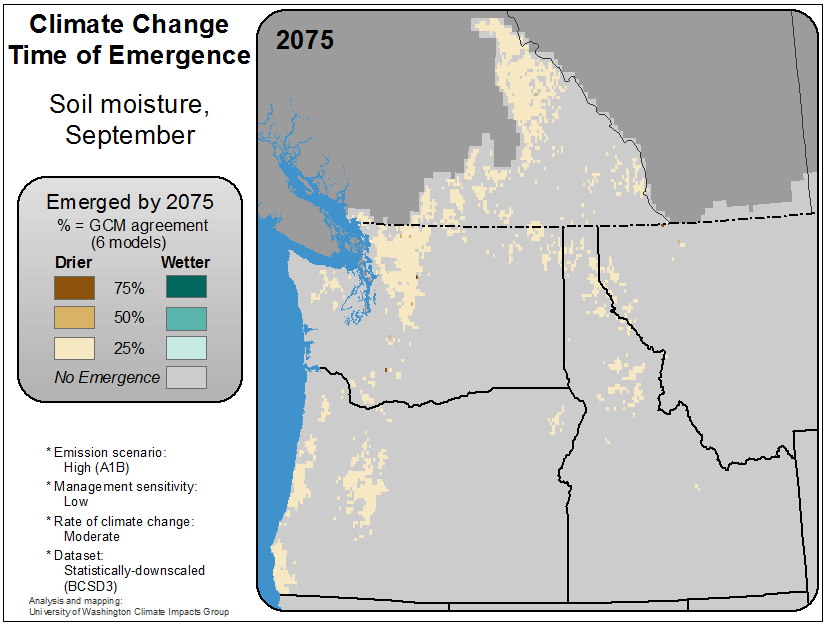 Climate Change
Time of Emergence
Soil moisture,
September
Emerged by 2075
% = GCM agreement
(6 models)
Drier Wetter
75%
50%
25%
No Emergence
* Emission scenario:
High (A1B)
* Management sensitivity:
Low
* Rate of climate change:
Moderate
* Dataset:
Statistically-downscaled
(BCSD3)
Analysis and mapping:
University of Washington Climate Impacts Group
2075